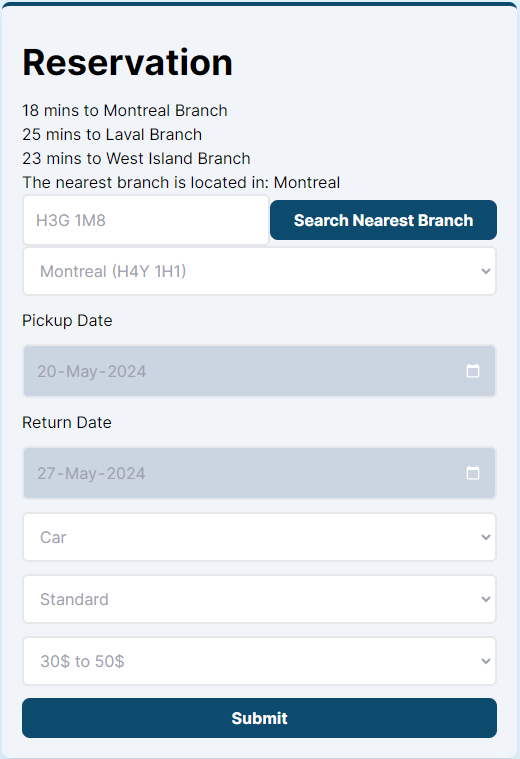 Reservation
18 mins to Montreal Branch
25 mins to Laval Branch
23 mins to West Island Branch
The nearest branch is located in: Montreal
H3G 1M8 Search Nearest Branch
Montreal (H4Y 1H1)
Pickup Date
20-May-2024
Return Date
27-May-2024
Car
Standard
30$ to 50$
Submit